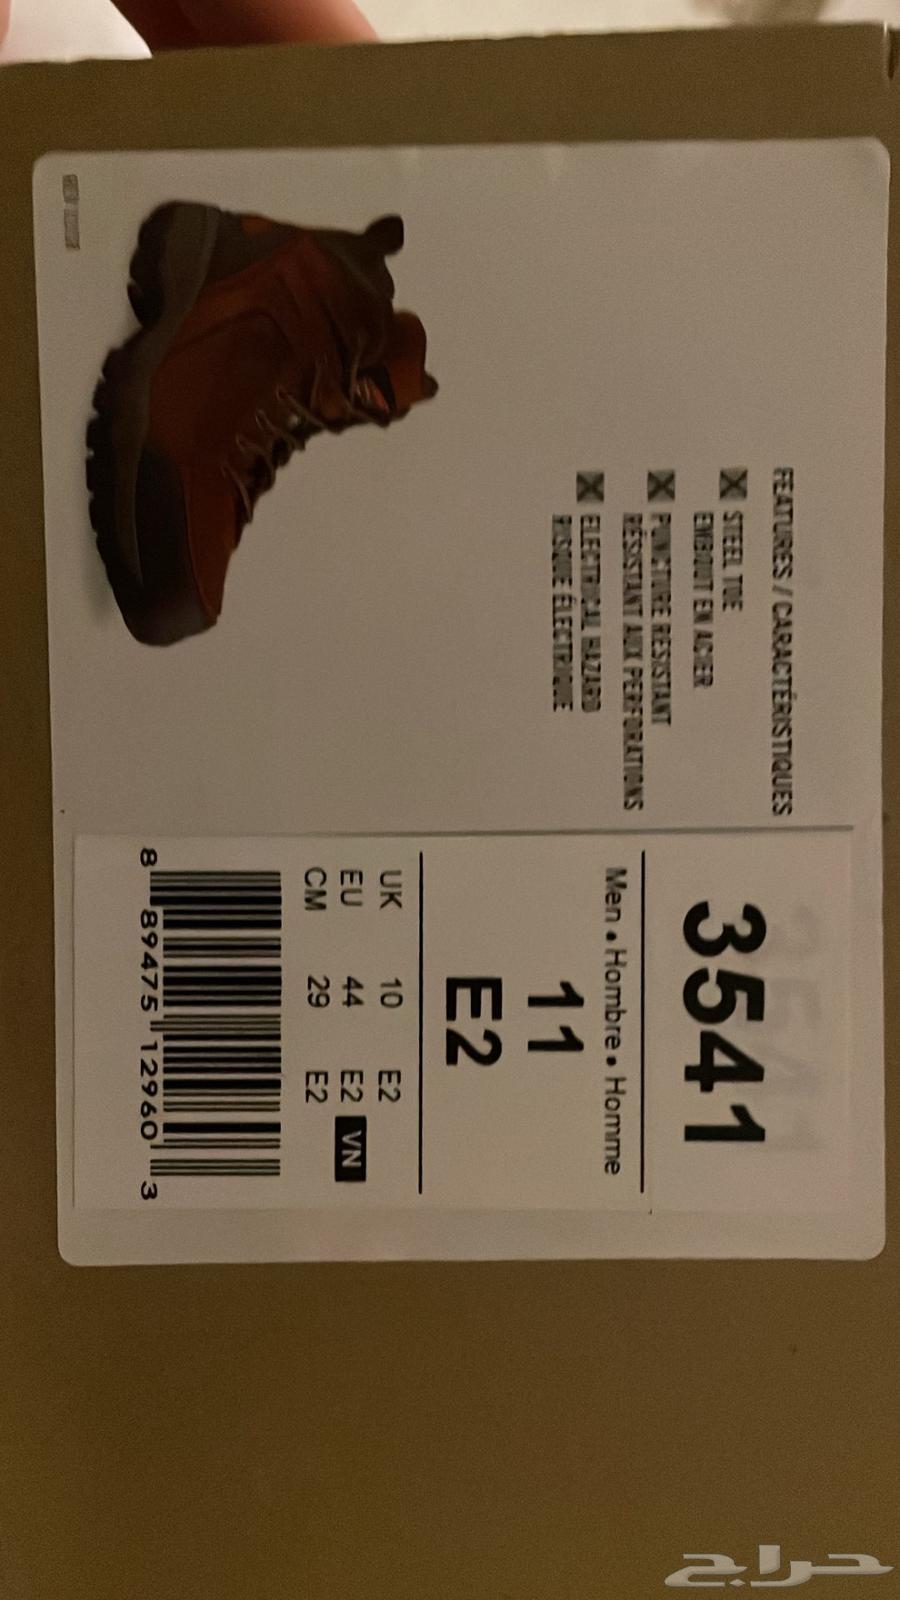 FEATURES / CARACTÉRISTIQUES
STEEL TOE
EMBOUT EN ACIER
PUNCTURE RESISTANT
RÉSISTANT AUX PERFORATIONS
ELECTRICAL HAZARD
RISQUE ÉLECTRIQUE
3541
Men • Hombre • Homme
11
E2
UK 10 E2
EU 44 E2 VN
CM 29 E2
8 89475 12960 3
حراج